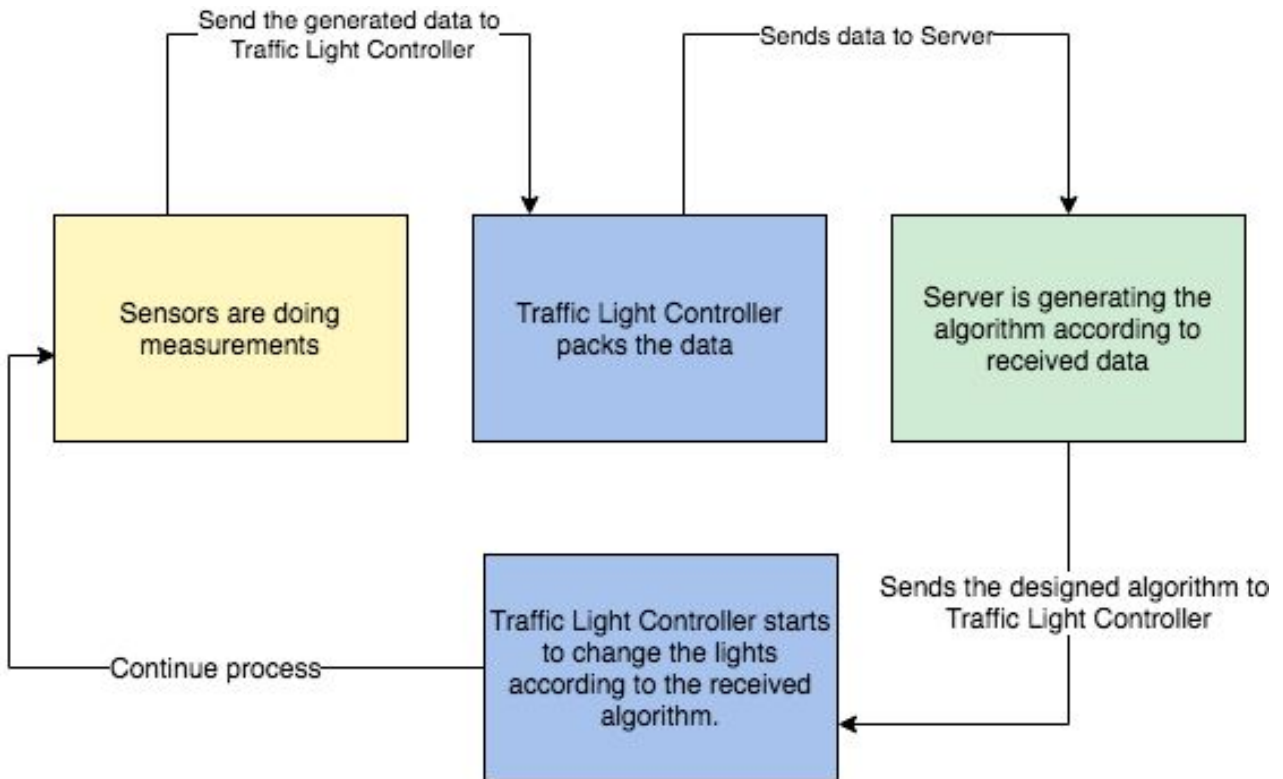 Send the generated data to
Traffic Light Controller
Sends data to Server
Sensors are doing
measurements
Traffic Light Controller
packs the data
Server is generating the
algorithm according to
received data
Sends the designed algorithm to
Traffic Light Controller
Traffic Light Controller starts
to change the lights
according to the received
algorithm.
Continue process